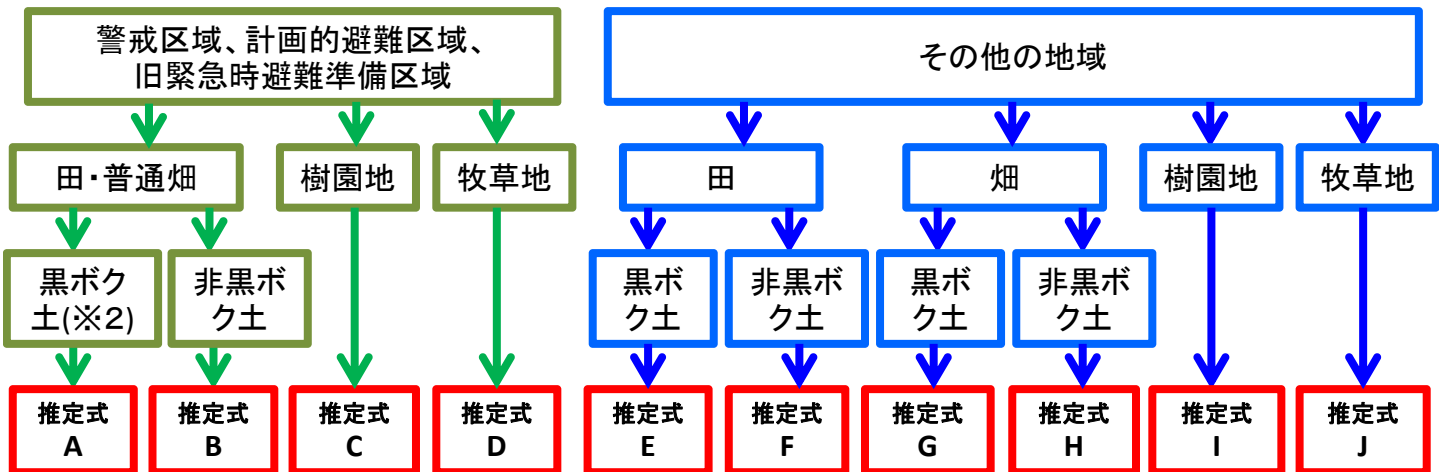 警戒区域、計画的避難区域、
旧緊急時避難準備区域
その他の地域
田・普通畑
樹園地
牧草地
田
畑
樹園地
牧草地
黒ボク
土(※2)
非黒ボ
ク土
黒ボ
ク土
非黒ボ
ク土
黒ボ
ク土
非黒ボ
ク土
推定式
A
推定式
B
推定式
C
推定式
D
推定式
E
推定式
F
推定式
G
推定式
H
推定式
I
推定式
J